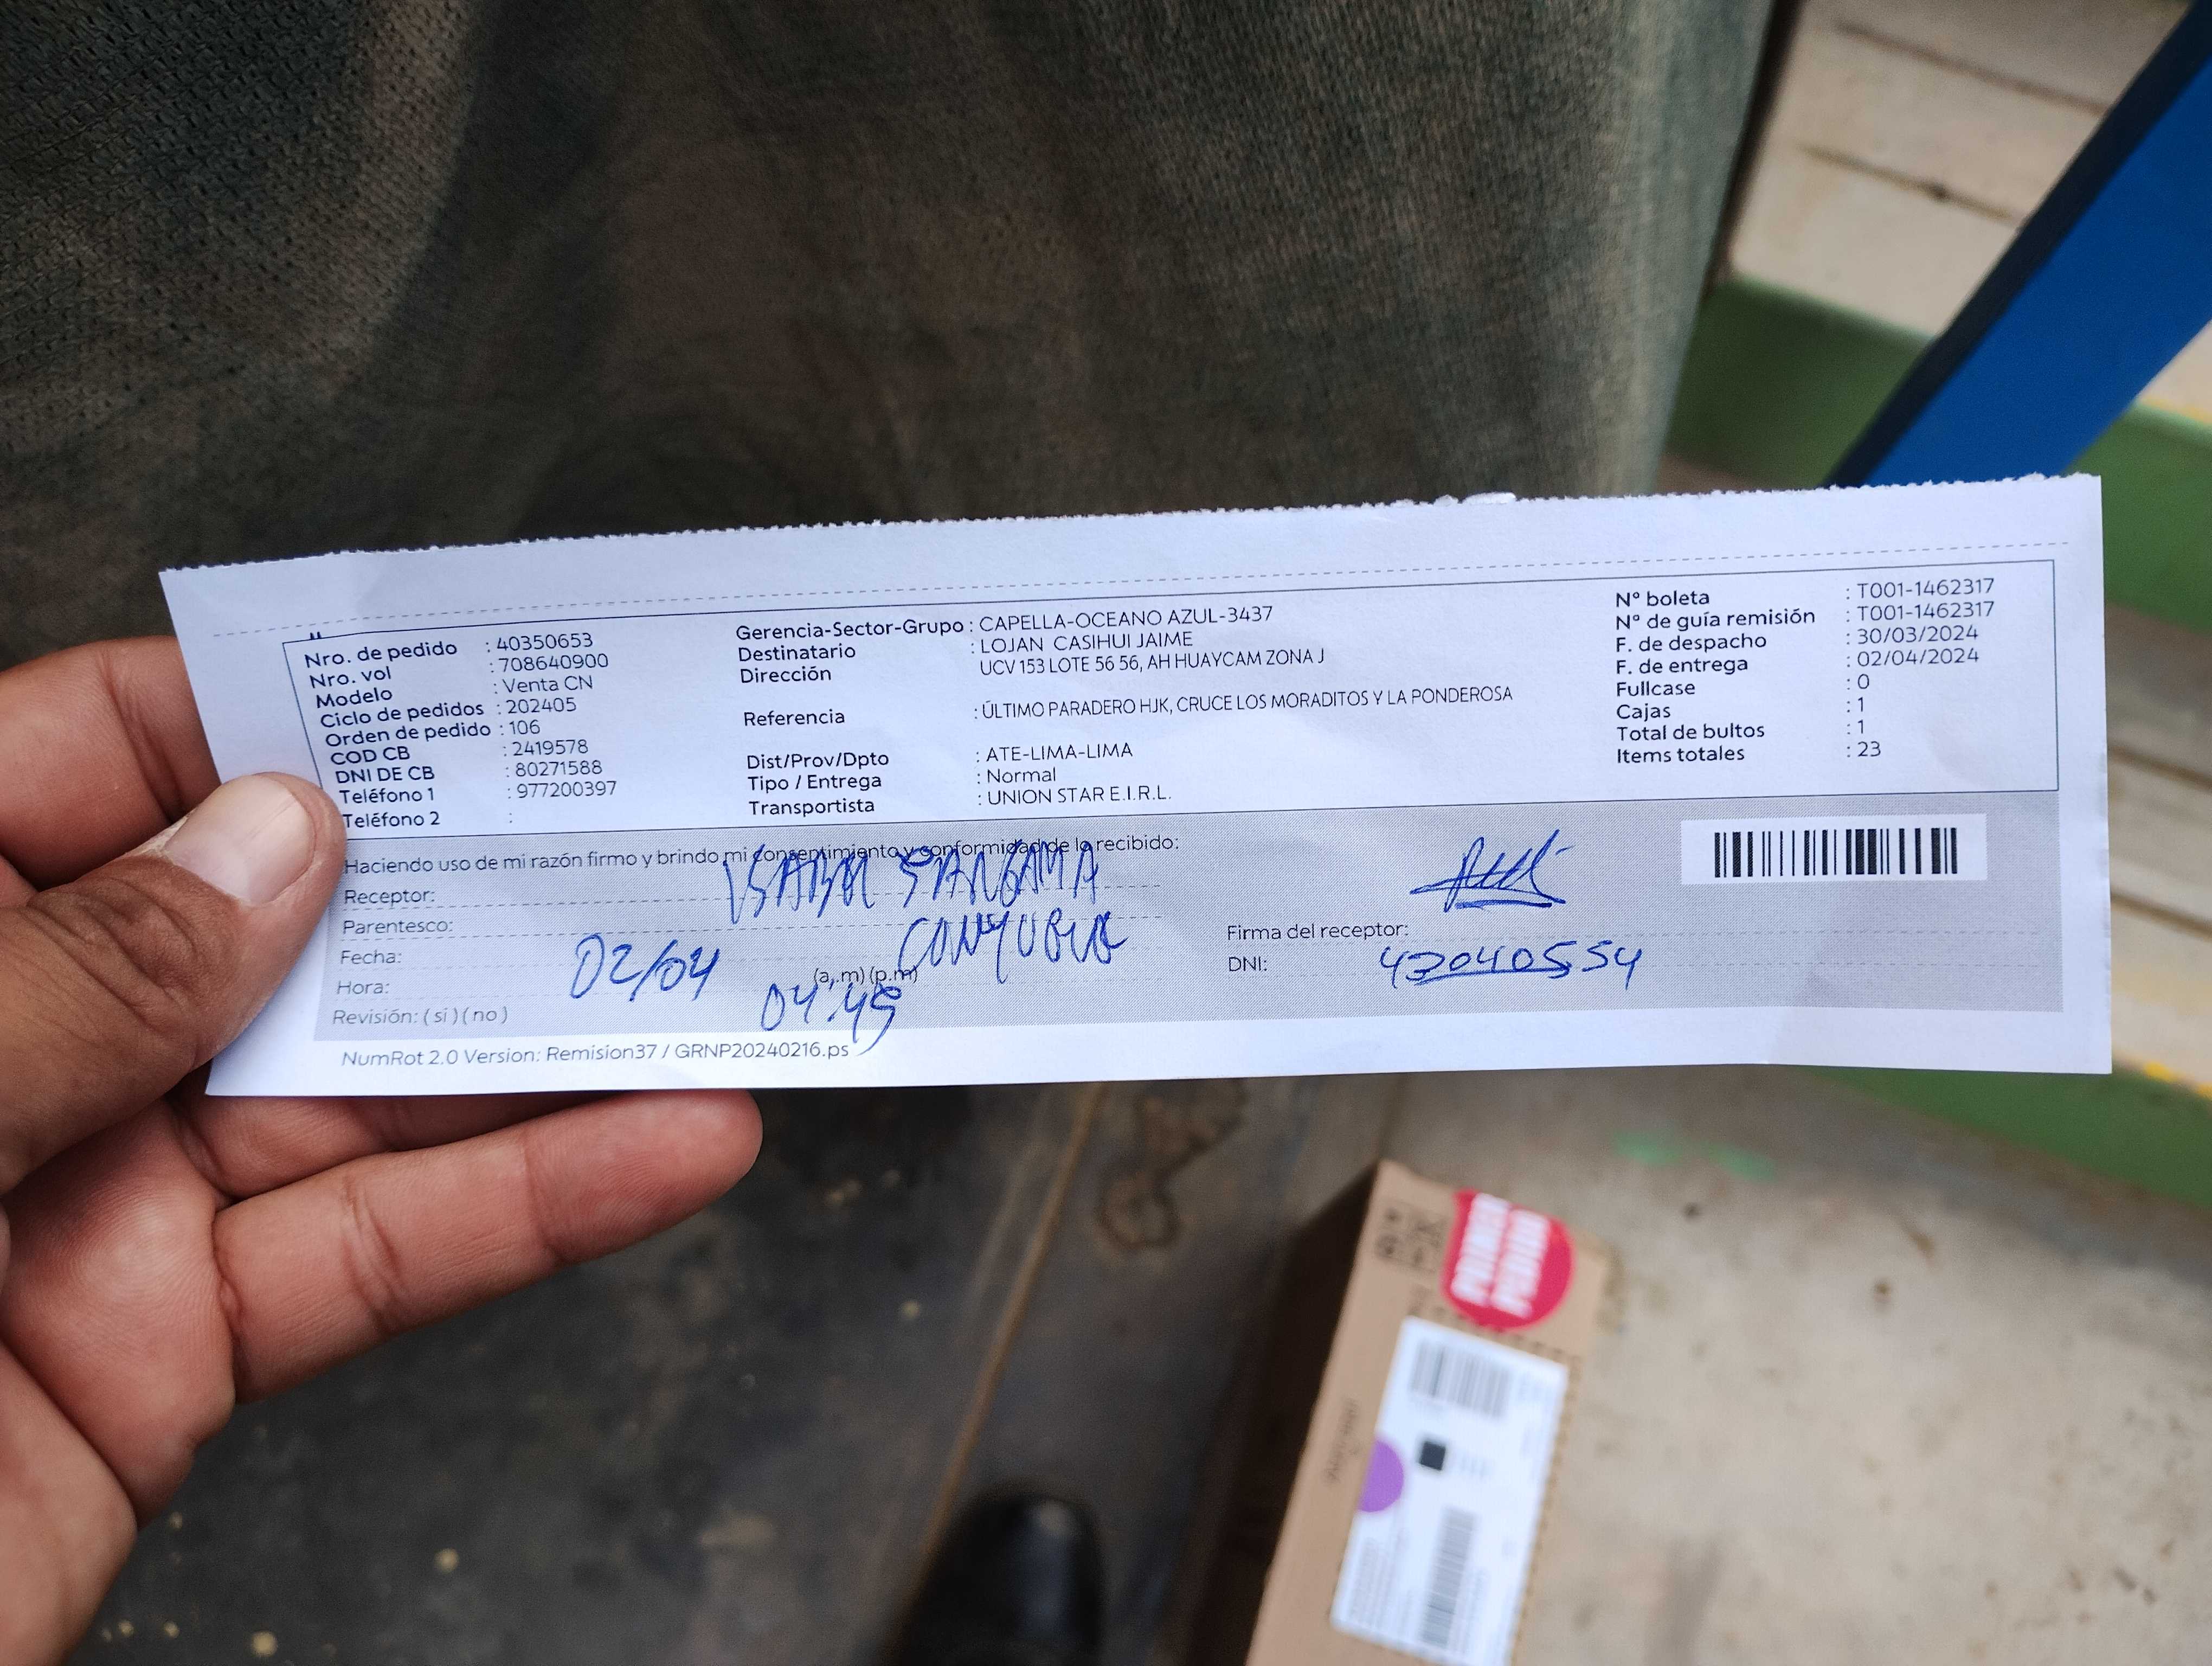 Nro. de pedido : 40350653
Nro. vol : 708640900
Modelo : Venta CN
Ciclo de pedidos : 202405
Orden de pedido : 106
COD CB : 2419578
DNI DE CB : 80271588
Teléfono 1 : 977200397
Teléfono 2 :
Gerencia-Sector-Grupo : CAPELLA-OCEANO AZUL-3437
Destinatario : LOJAN CASIHUI JAIME
Dirección UCV 153 LOTE 56 56, AH HUAYCAM ZONA J
Referencia : ÚLTIMO PARADERO HJK, CRUCE LOS MORADITOS Y LA PONDEROSA
Dist/Prov/Dpto : ATE-LIMA-LIMA
Tipo / Entrega : Normal
Transportista : UNION STAR E.I.R.L.
N° boleta : T001-1462317
N° de guía remisión : T001-1462317
F. de despacho : 30/03/2024
F. de entrega : 02/04/2024
Fullcase : 0
Cajas : 1
Total de bultos : 1
Items totales : 23
Haciendo uso de mi razón firmo y brindo mi consentimiento y conformidad de lo recibido:
Receptor: ISABEL SANGAMA
Parentesco:
Fecha: 02/04
Hora: (a,.m) (p.m) 04:45
Revisión: ( si ) ( no )
Firma del receptor:
DNI:
NumRot 2.0 Version: Remision37 / GRNP20240216.ps
PRIMER
PEDIDO